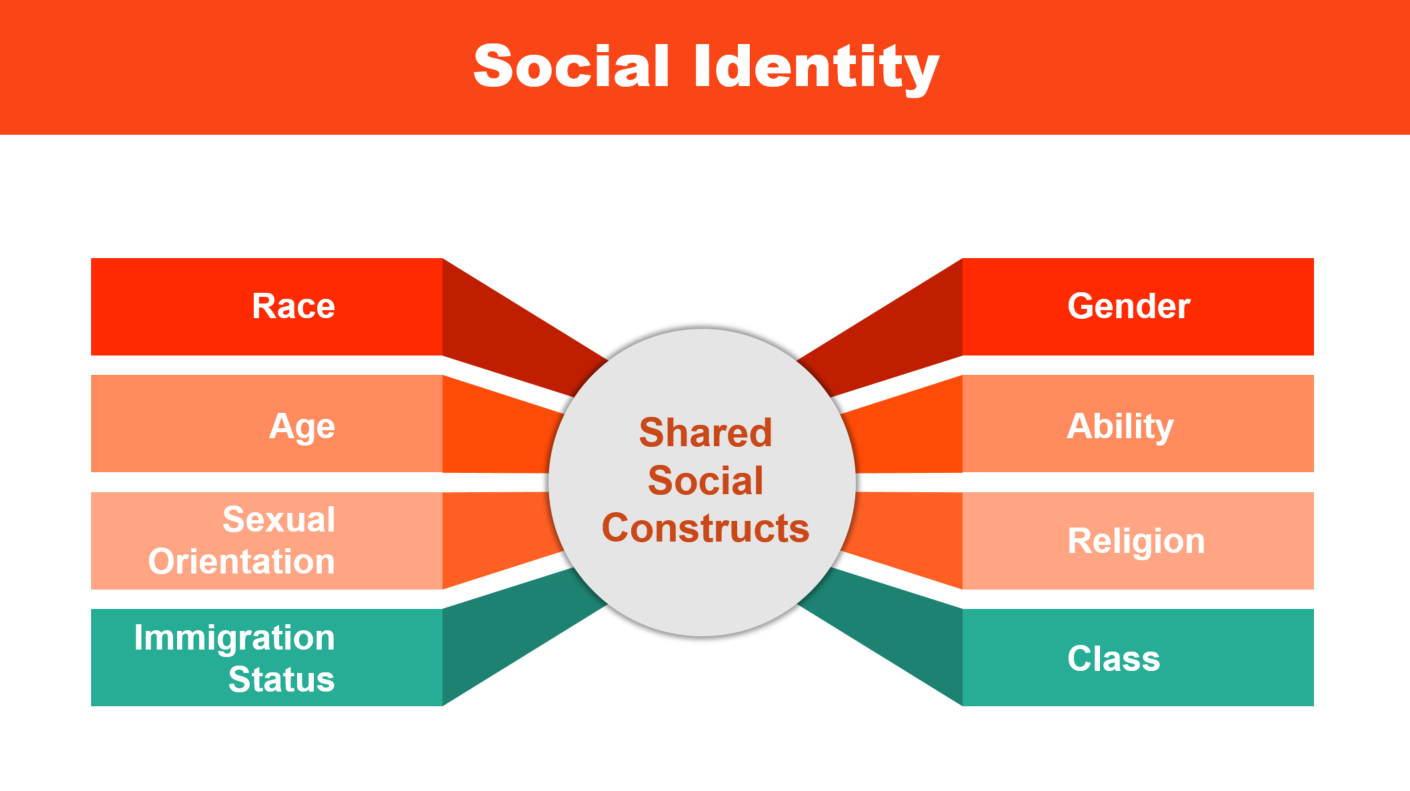 Social Identity
Race
Age
Sexual
Orientation
Immigration
Status
Shared
Social
Constructs
Gender
Ability
Religion
Class